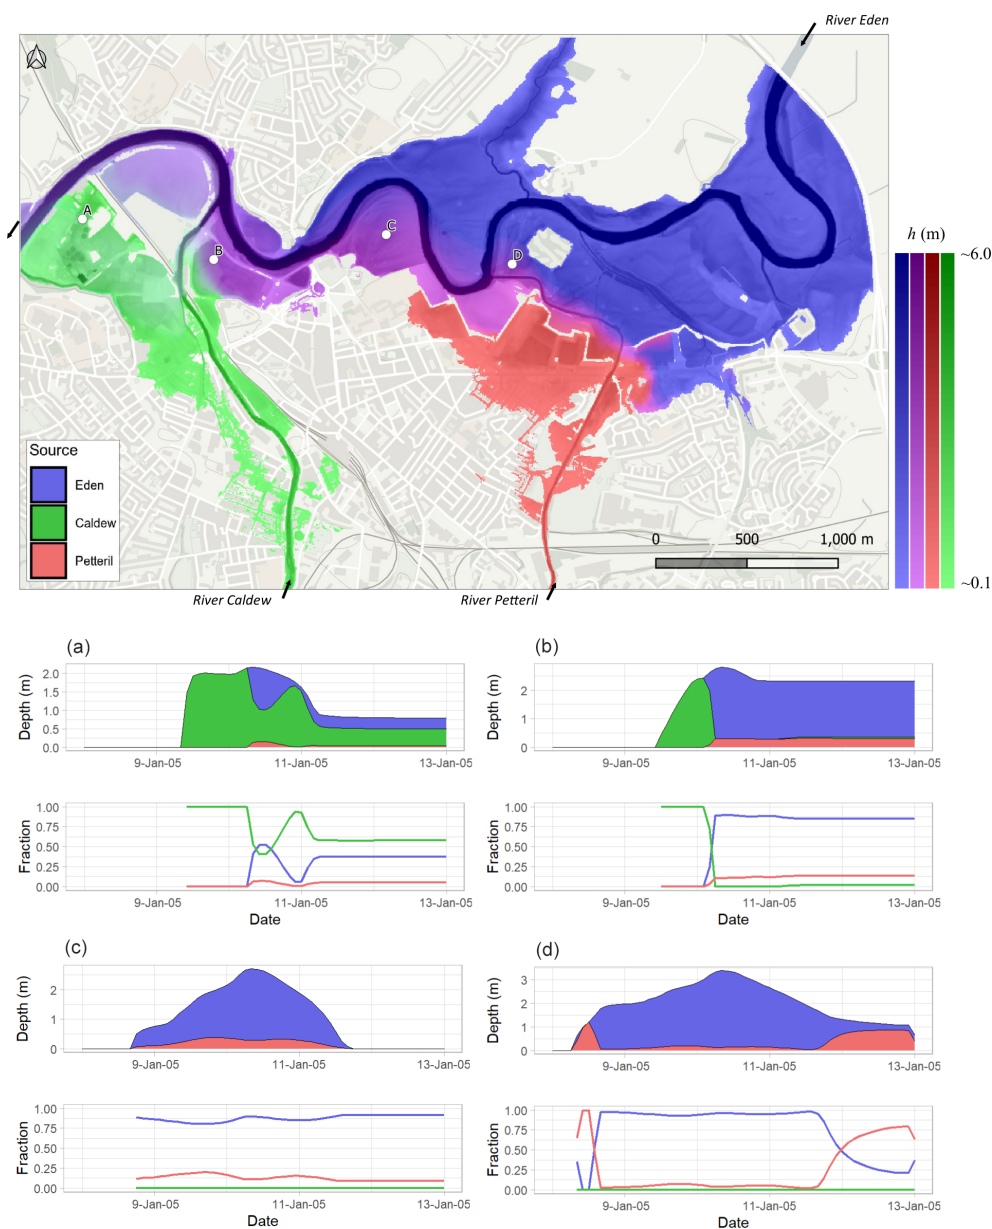 River Eden
A
B
C
D
h (m)
~6.0
~0.1
Source
Eden
Caldew
Petteril
0 500 1,000 m
River Caldew
River Petteril
(a)
Depth (m)
2.0
1.5
1.0
0.5
0.0
9-Jan-05 11-Jan-05 13-Jan-05
Fraction
1.00
0.75
0.50
0.25
0.00
9-Jan-05 11-Jan-05 13-Jan-05
Date
(b)
Depth (m)
2
1
0
9-Jan-05 11-Jan-05 13-Jan-05
Fraction
1.00
0.75
0.50
0.25
0.00
9-Jan-05 11-Jan-05 13-Jan-05
Date
(c)
Depth (m)
2
1
0
9-Jan-05 11-Jan-05 13-Jan-05
Fraction
1.00
0.75
0.50
0.25
0.00
9-Jan-05 11-Jan-05 13-Jan-05
Date
(d)
Depth (m)
3
2
1
0
9-Jan-05 11-Jan-05 13-Jan-05
Fraction
1.00
0.75
0.50
0.25
0.00
9-Jan-05 11-Jan-05 13-Jan-05
Date